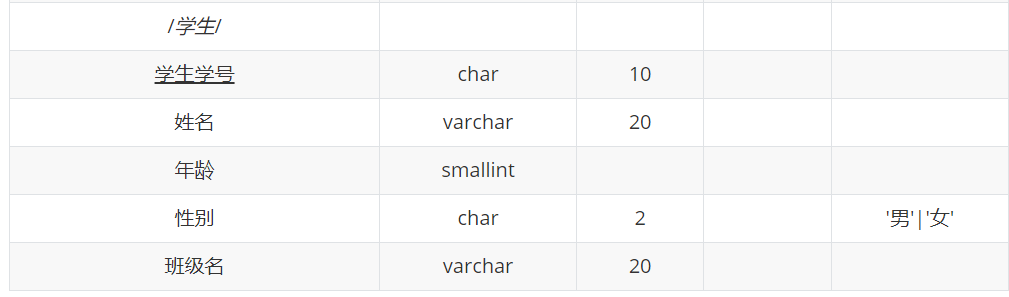 /学生/
学生学号 char 10
姓名 varchar 20
年龄 smallint
性别 char 2 '男'|'女'
班级名 varchar 20